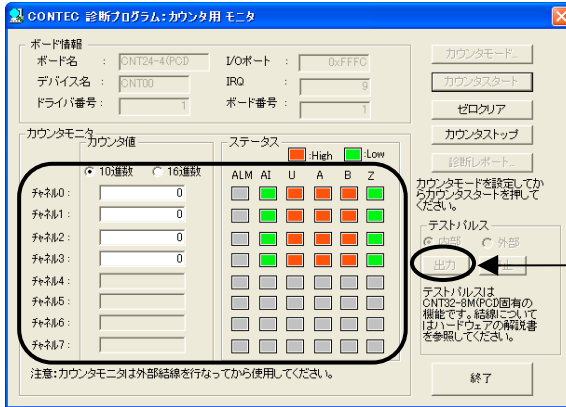 CONTEC 診断プログラム：カウンタ用 モニタ
ボード情報
ボード名 : CNT24-4(PCI) I/Oポート : 0xFFFC
デバイス名 : CNT00 IRQ : 9
ドライバ番号 : 1 ボード番号 : 1
カウンタモード...
カウンタスタート
ゼロクリア
カウンタストップ
診断レポート...
カウンタモニタ
カウンタ値
10進数 16進数
ステータス
:High :Low
ALM AI U A B Z
チャネル0 : 0
チャネル1 : 0
チャネル2 : 0
チャネル3 : 0
チャネル4 :
チャネル5 :
チャネル6 :
チャネル7 :
注意：カウンタモニタは外部結線を行なってから使用してください。
カウンタモードを設定してか
らカウンタスタートを押して
ください。
テストパルス
内部 外部
出力 止
テストパルスは
CNT32-8M(PCI)固有の
機能です。結線について
はハードウェアの解説書
を参照してください。
終了